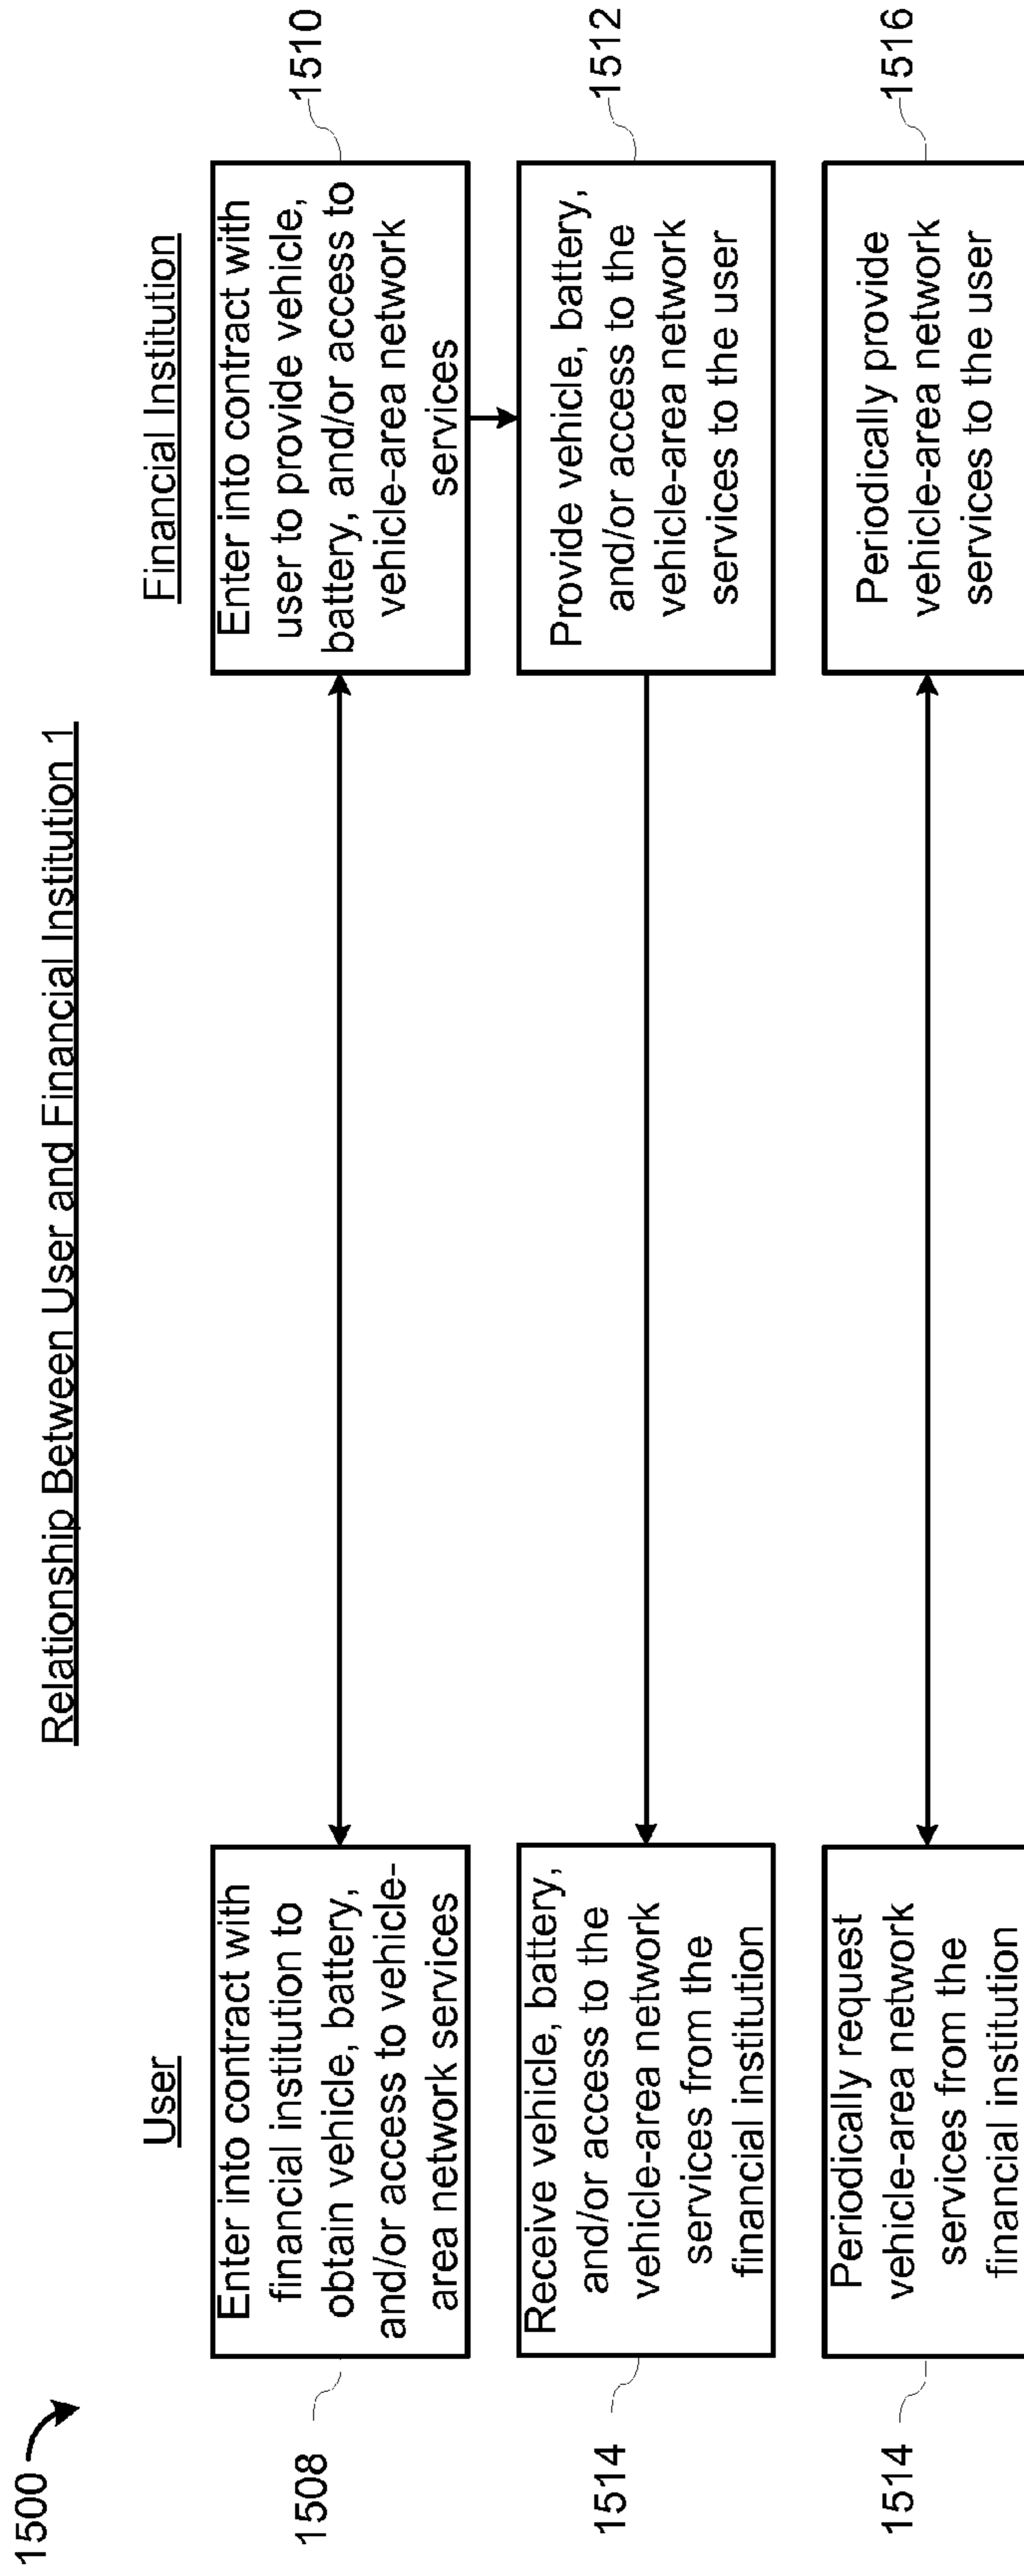 1500
Relationship Between User and Financial Institution 1
User
Financial Institution
1508
Enter into contract with
financial institution to
obtain vehicle, battery,
and/or access to vehicle-
area network services
Enter into contract with
user to provide vehicle,
battery, and/or access to
vehicle-area network
services
1510
1514
Receive vehicle, battery,
and/or access to the
vehicle-area network
services from the
financial institution
Provide vehicle, battery,
and/or access to the
vehicle-area network
services to the user
1512
1514
Periodically request
vehicle-area network
services from the
financial institution
Periodically provide
vehicle-area network
services to the user
1516